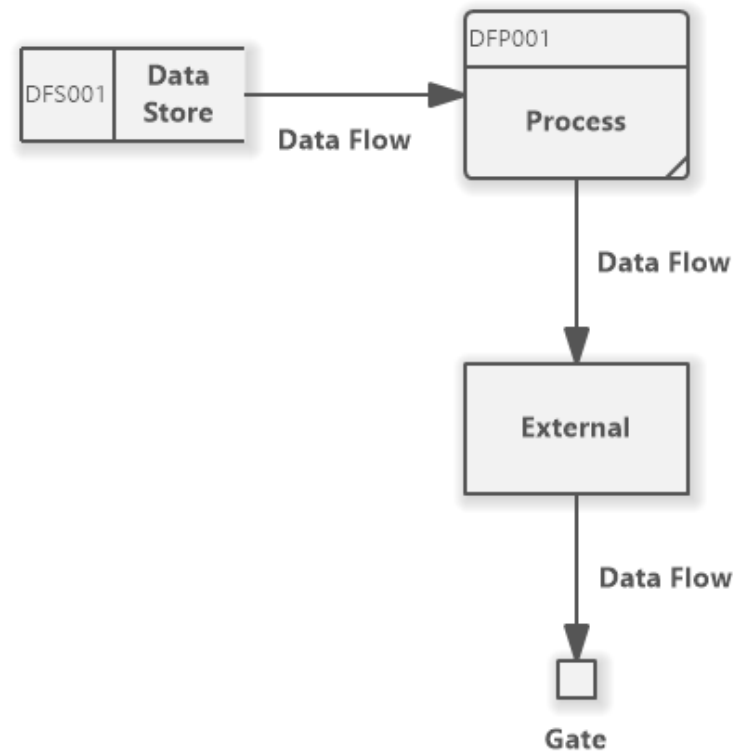 DFP001
DFS001
Data
Store
Data Flow
Process
Data Flow
External
Data Flow
Gate